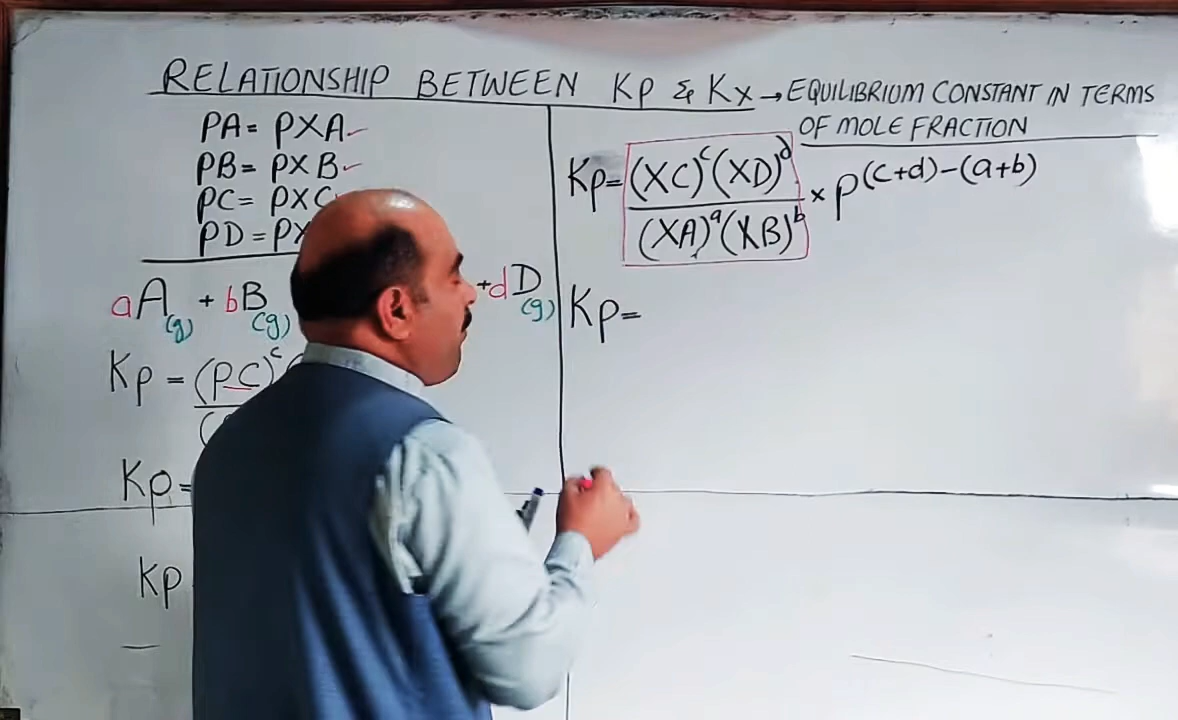 RELATIONSHIP BETWEEN Kp & Kx → EQUILIBRIUM CONSTANT IN TERMS
OF MOLE FRACTION
PA = PXA
PB = PXB
PC = PXC
PD = PX
aA(g) + bB(g) + dD(g)
Kp = (PC)^c (
(
Kp =
Kp
Kp = (XC)^c (XD)^d
(XA)^a (XB)^b × P^(c+d)-(a+b)
Kp =